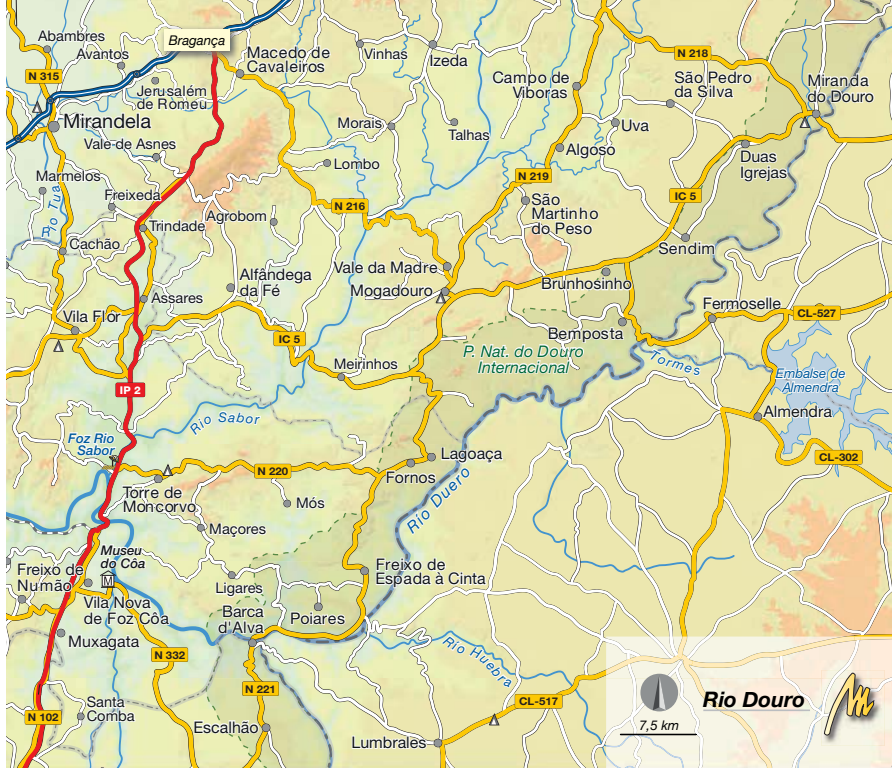 Abambres
Avantos
Bragança
Macedo de
Cavaleiros
Vinhas
Izeda
N 218
Campo de
Víboras
São Pedro
da Silva
Miranda
do Douro
N 315
Jerusalém
de Romeu
Mirandela
Morais
Talhas
Uva
Vale de Asnes
Algoso
Duas
Igrejas
Lombo
Marmelos
N 219
IC 5
Freixeda
N 216
São
Martinho
do Peso
Rio Tua
Agrobom
Trindade
Cachão
Sendim
Vale da Madre
Alfândega
da Fé
Mogadouro
Brunhosinho
Assares
Fermoselle
CL-527
Vila Flôr
Bemposta
IC 5
P. Nat. do Douro
Internacional
Tormes
Meirinhos
Embalse de
Almendra
IP 2
Rio Sabor
Almendra
Foz Rio
Sabor
Lagoaça
CL-302
N 220
Fornos
Torre de
Moncorvo
Mós
Rio Duero
Maçores
Museu
do Côa
Freixo de
Numão
Freixo de
Espada à Cinta
Ligares
Vila Nova
de Foz Côa
Barca
d'Alva
Poiares
Muxagata
Rio Huebra
N 332
N 221
CL-517
Santa
Comba
N 102
Escalhão
Lumbrales
Rio Douro
7,5 km
M